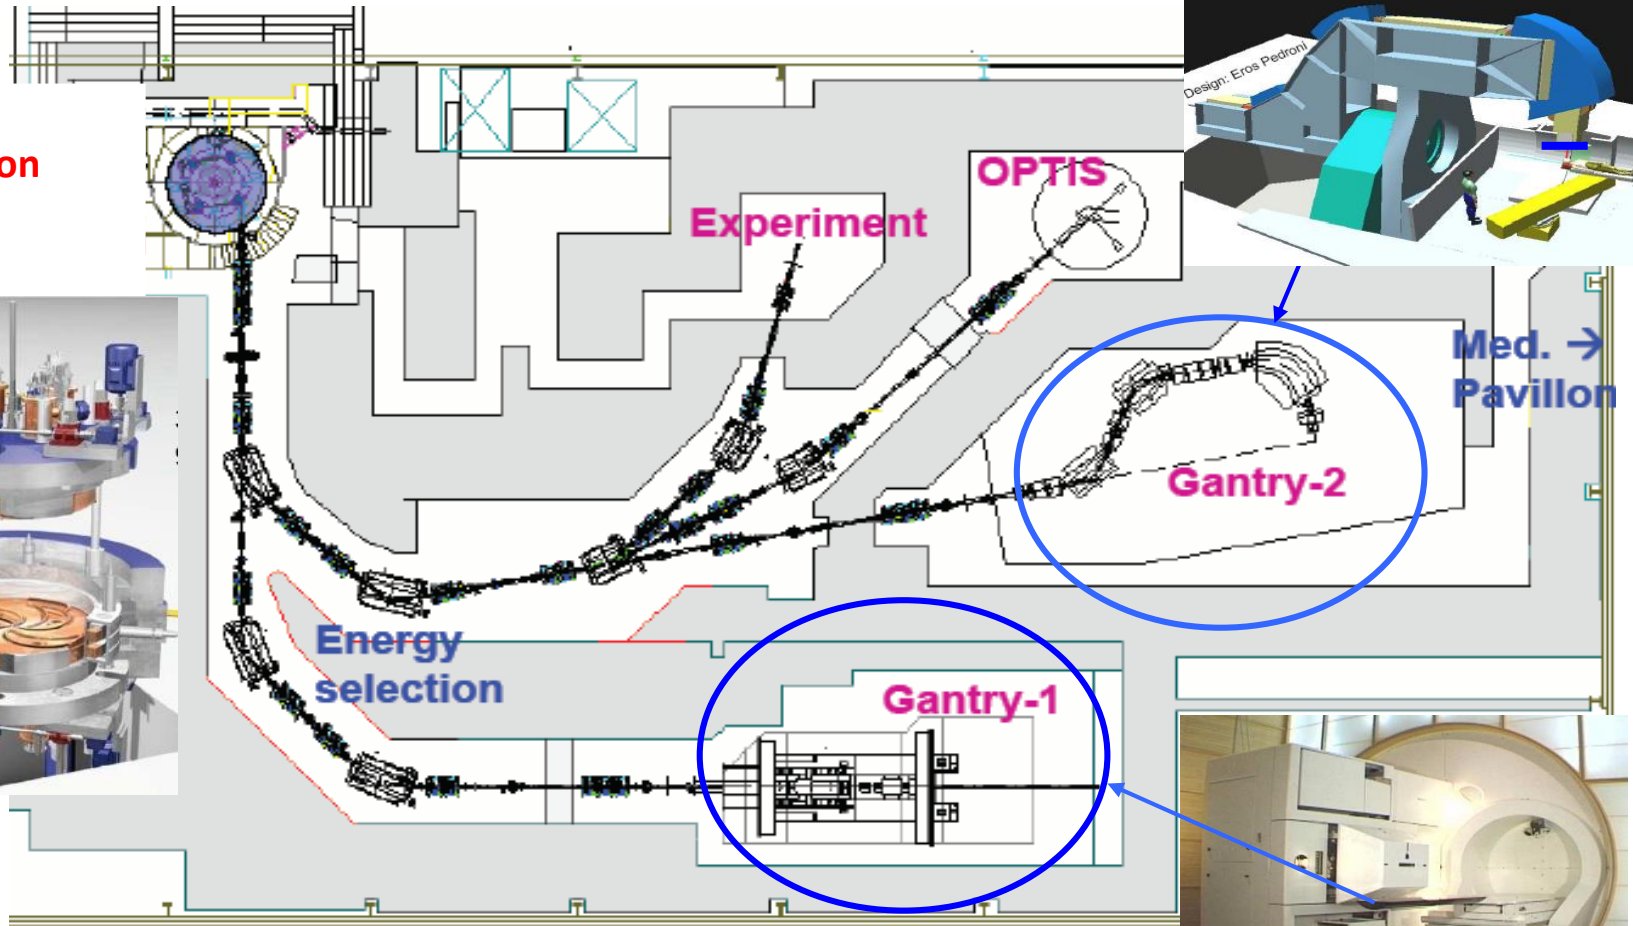 Design: Eros Pedroni
on
OPTIS
Experiment
Med. →
Pavillon
Gantry-2
Energy
selection
Gantry-1